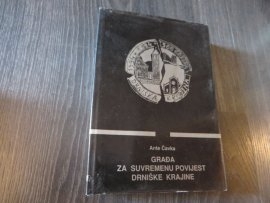 Ante Čavka
GRAĐA
ZA SUVREMENU POVIJEST
DRNIŠKE KRAJINE